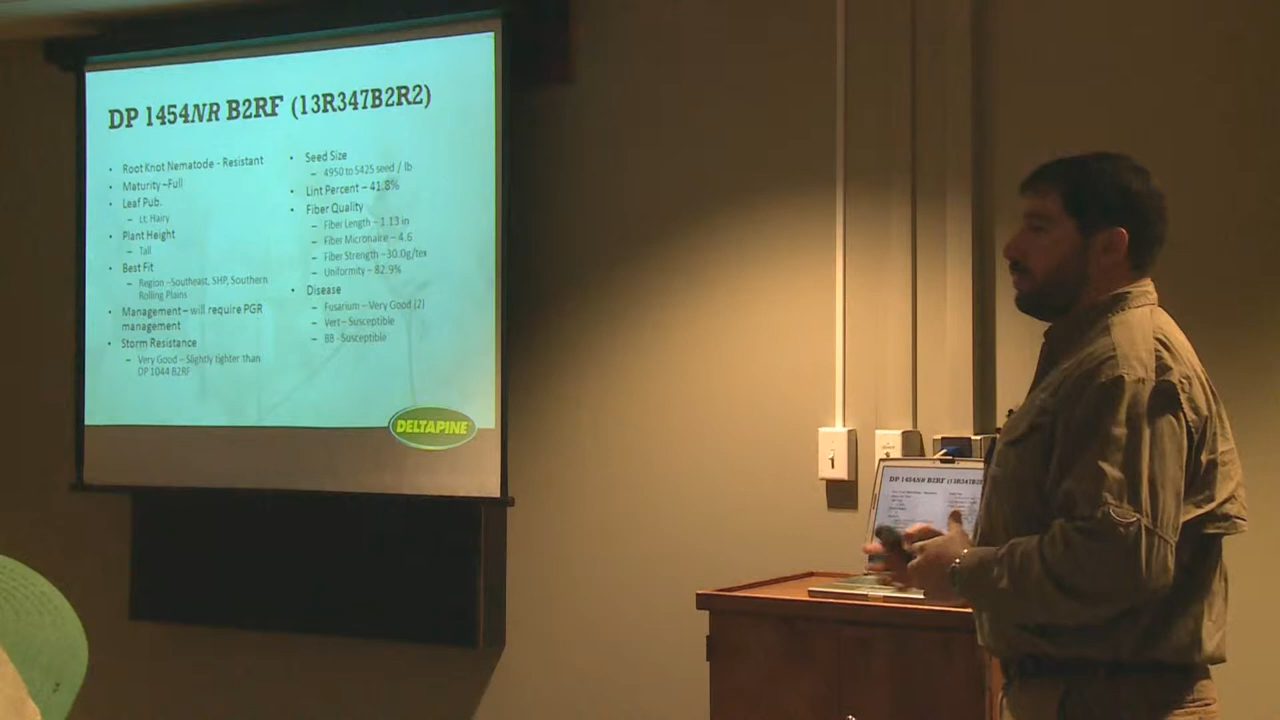 DP 1454NR B2RF (13R347B2R2)
• Root Knot Nematode - Resistant
• Maturity –Full
• Leaf Pub.
– Lt. Hairy
• Plant Height
– Tall
• Best Fit
– Region –Southeast, SHP, Southern
Rolling Plains
• Management – will require PGR
management
• Storm Resistance
– Very Good – Slightly tighter than
DP 1044 B2RF
• Seed Size
– 4950 to 5425 seed / lb
• Lint Percent – 41.8%
• Fiber Quality
– Fiber Length – 1.13 in
– Fiber Micronaire – 4.6
– Fiber Strength – 30.0g/tex
– Uniformity – 82.9%
• Disease
– Fusarium – Very Good (2)
– Vert – Susceptible
– BB - Susceptible
DELTAPINE
DP 1454NR B2RF (13R347B2R